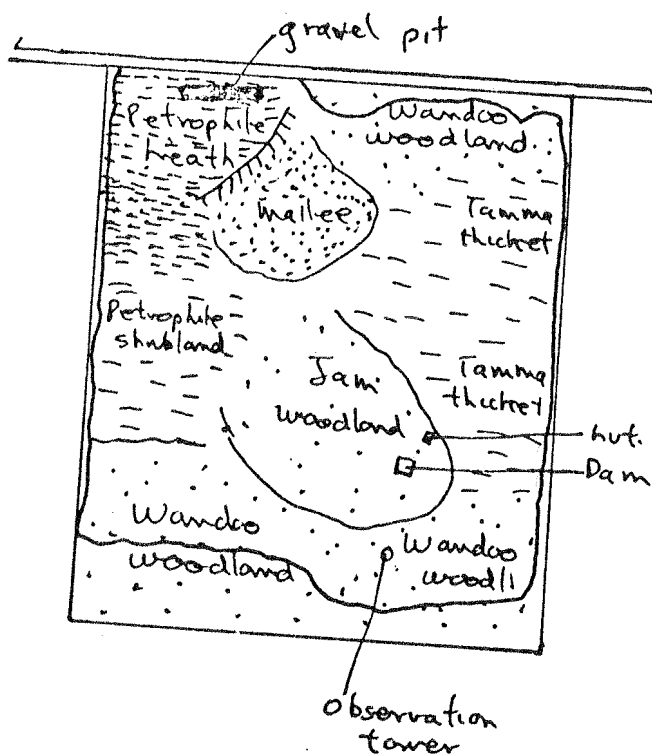 gravel pit
Petrophile
heath
Wandoo
woodland
mallee
Tamma
thicket
Petrophile
shrubland
Jam
woodland
Tamma
thicket
hut.
Dam
Wandoo
woodland
Wandoo
woodl
Observation
tower